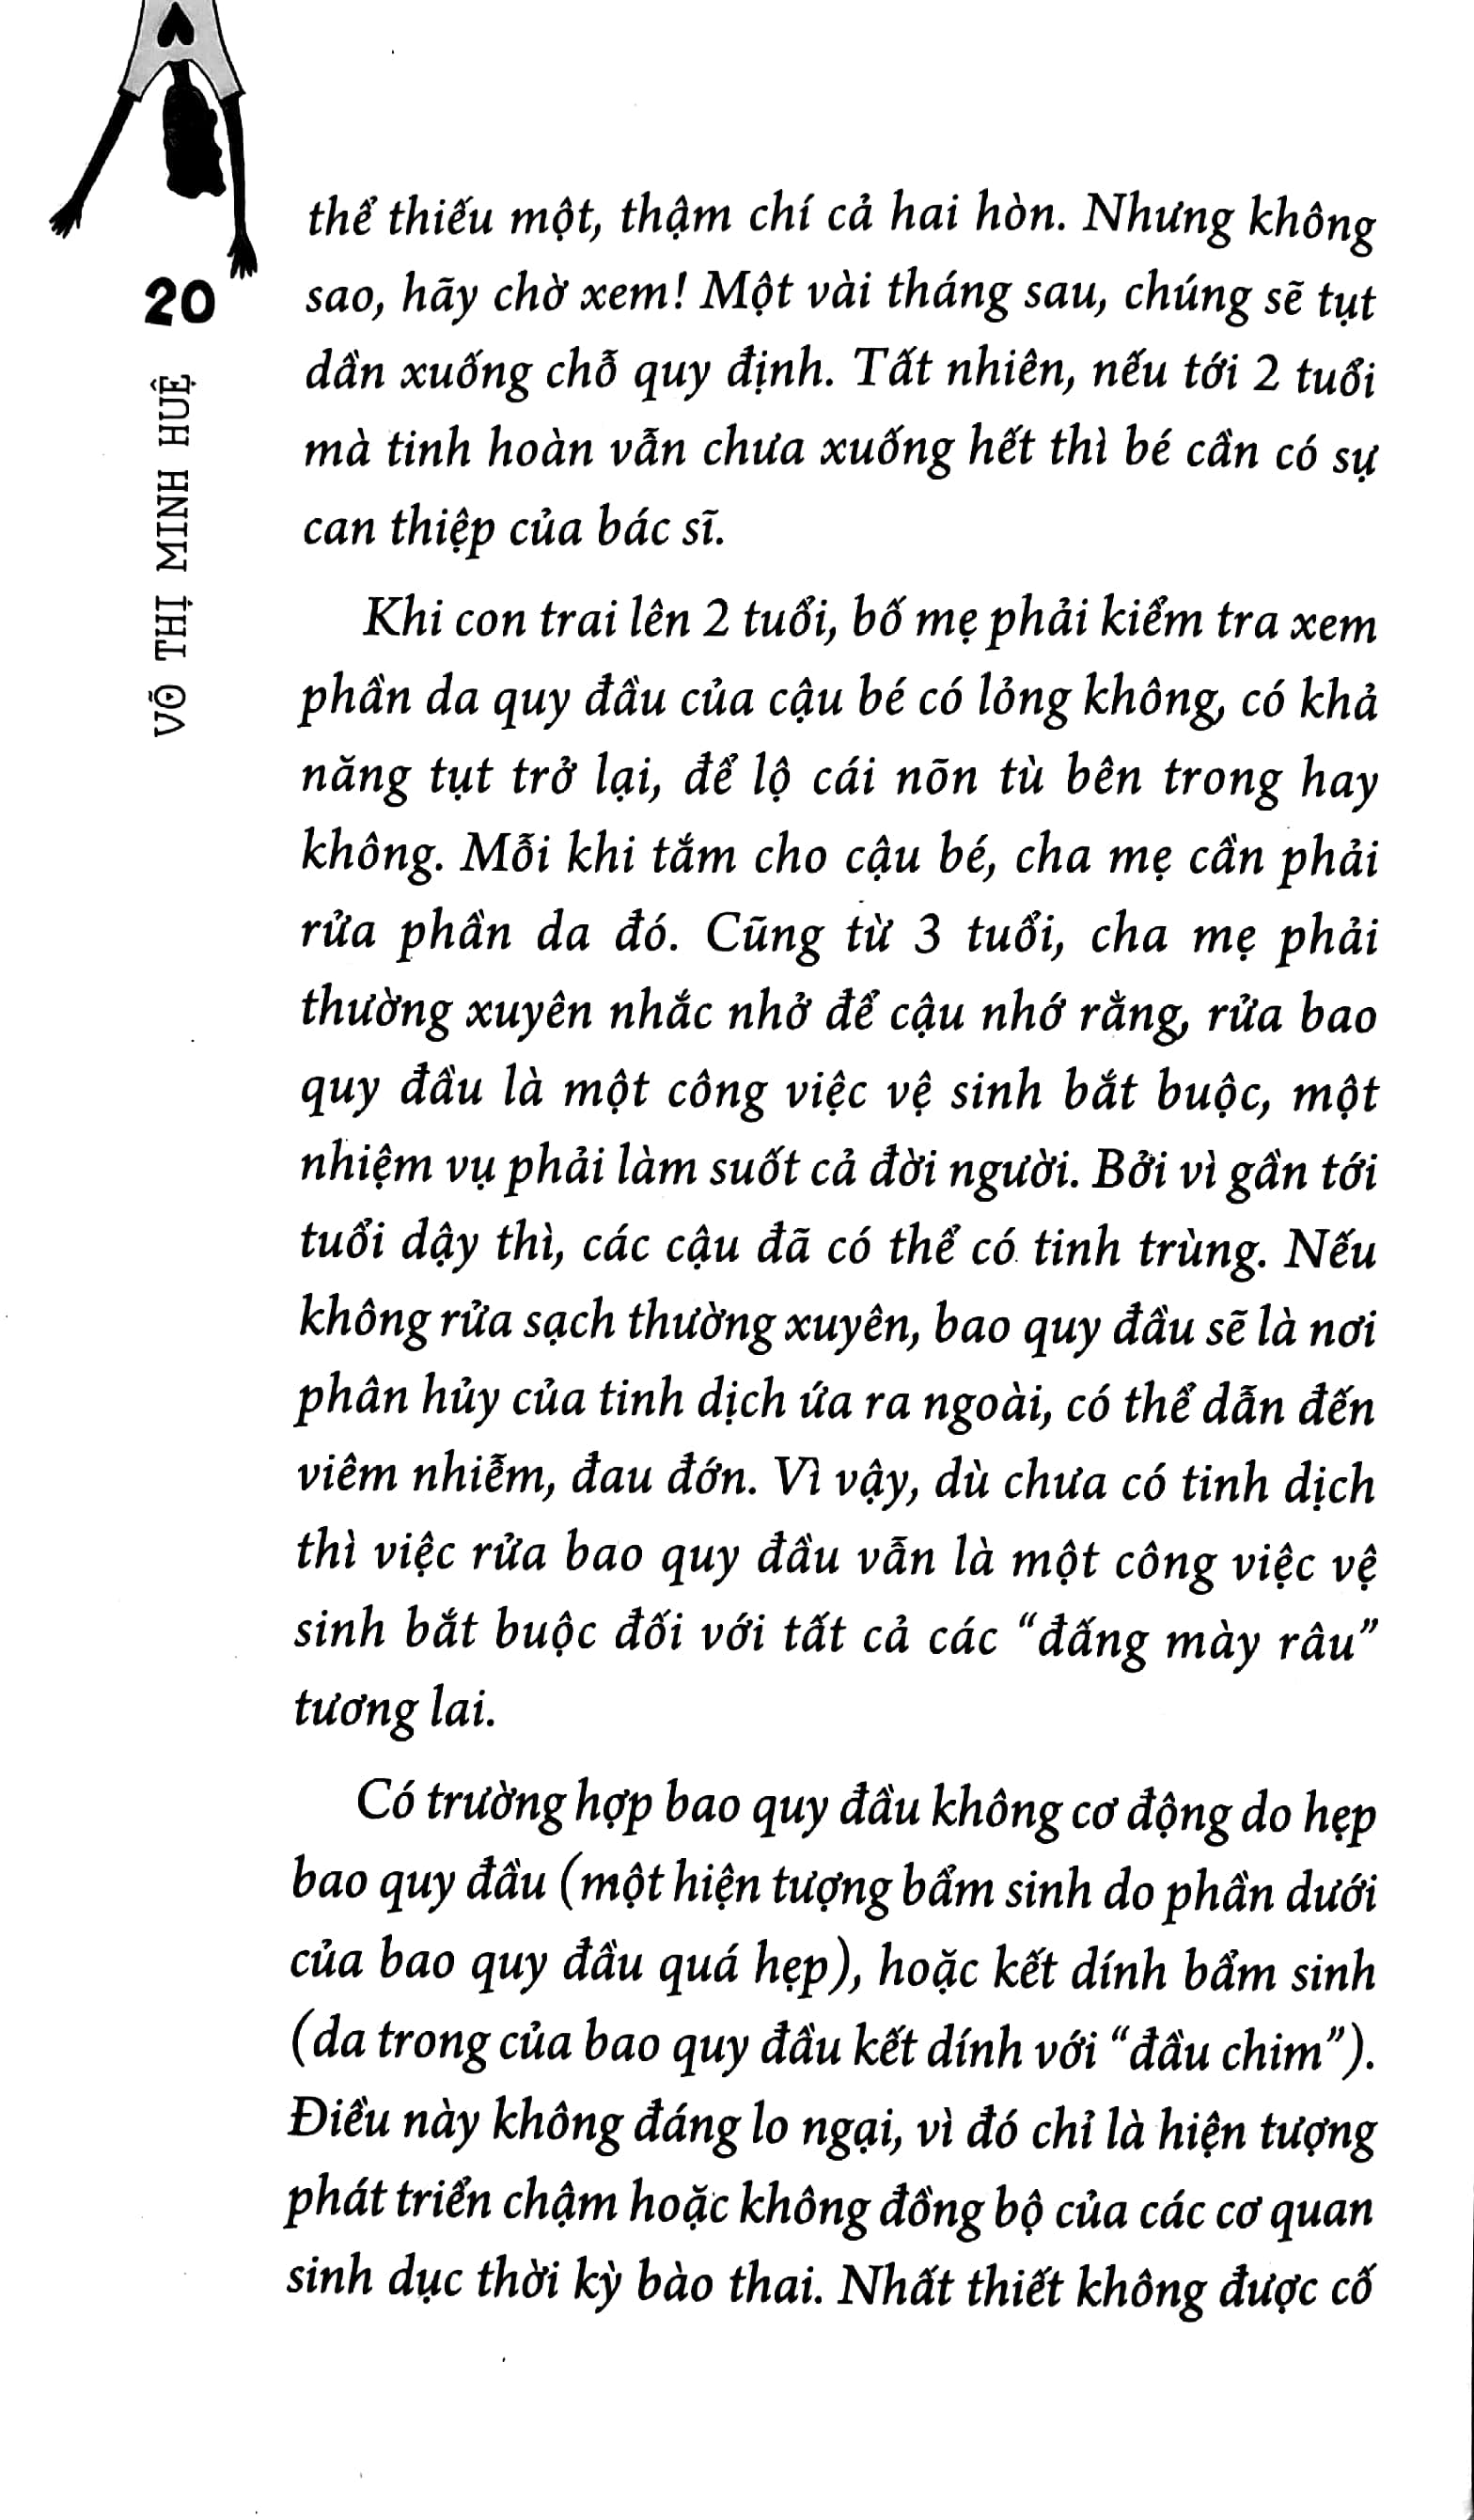 20
VÕ THỊ MINH HUỆ
thể thiếu một, thậm chí cả hai hòn. Nhưng không
sao, hãy chờ xem! Một vài tháng sau, chúng sẽ tụt
dần xuống chỗ quy định. Tất nhiên, nếu tới 2 tuổi
mà tinh hoàn vẫn chưa xuống hết thì bé cần có sự
can thiệp của bác sĩ.
Khi con trai lên 2 tuổi, bố mẹ phải kiểm tra xem
phần da quy đầu của cậu bé có lỏng không, có khả
năng tụt trở lại, để lộ cái nõn tù bên trong hay
không. Mỗi khi tắm cho cậu bé, cha mẹ cần phải
rửa phần da đó. Cũng từ 3 tuổi, cha mẹ phải
thường xuyên nhắc nhở để cậu nhớ rằng, rửa bao
quy đầu là một công việc vệ sinh bắt buộc, một
nhiệm vụ phải làm suốt cả đời người. Bởi vì gần tới
tuổi dậy thì, các cậu đã có thể có tinh trùng. Nếu
không rửa sạch thường xuyên, bao quy đầu sẽ là nơi
phân hủy của tinh dịch ứa ra ngoài, có thể dẫn đến
viêm nhiễm, đau đớn. Vì vậy, dù chưa có tinh dịch
thì việc rửa bao quy đầu vẫn là một công việc vệ
sinh bắt buộc đối với tất cả các “đấng mày râu”
tương lai.
Có trường hợp bao quy đầu không cơ động do hẹp
bao quy đầu (một hiện tượng bẩm sinh do phần dưới
của bao quy đầu quá hẹp), hoặc kết dính bẩm sinh
(da trong của bao quy đầu kết dính với “đầu chim”).
Điều này không đáng lo ngại, vì đó chỉ là hiện tượng
phát triển chậm hoặc không đồng bộ của các cơ quan
sinh dục thời kỳ bào thai. Nhất thiết không được cố